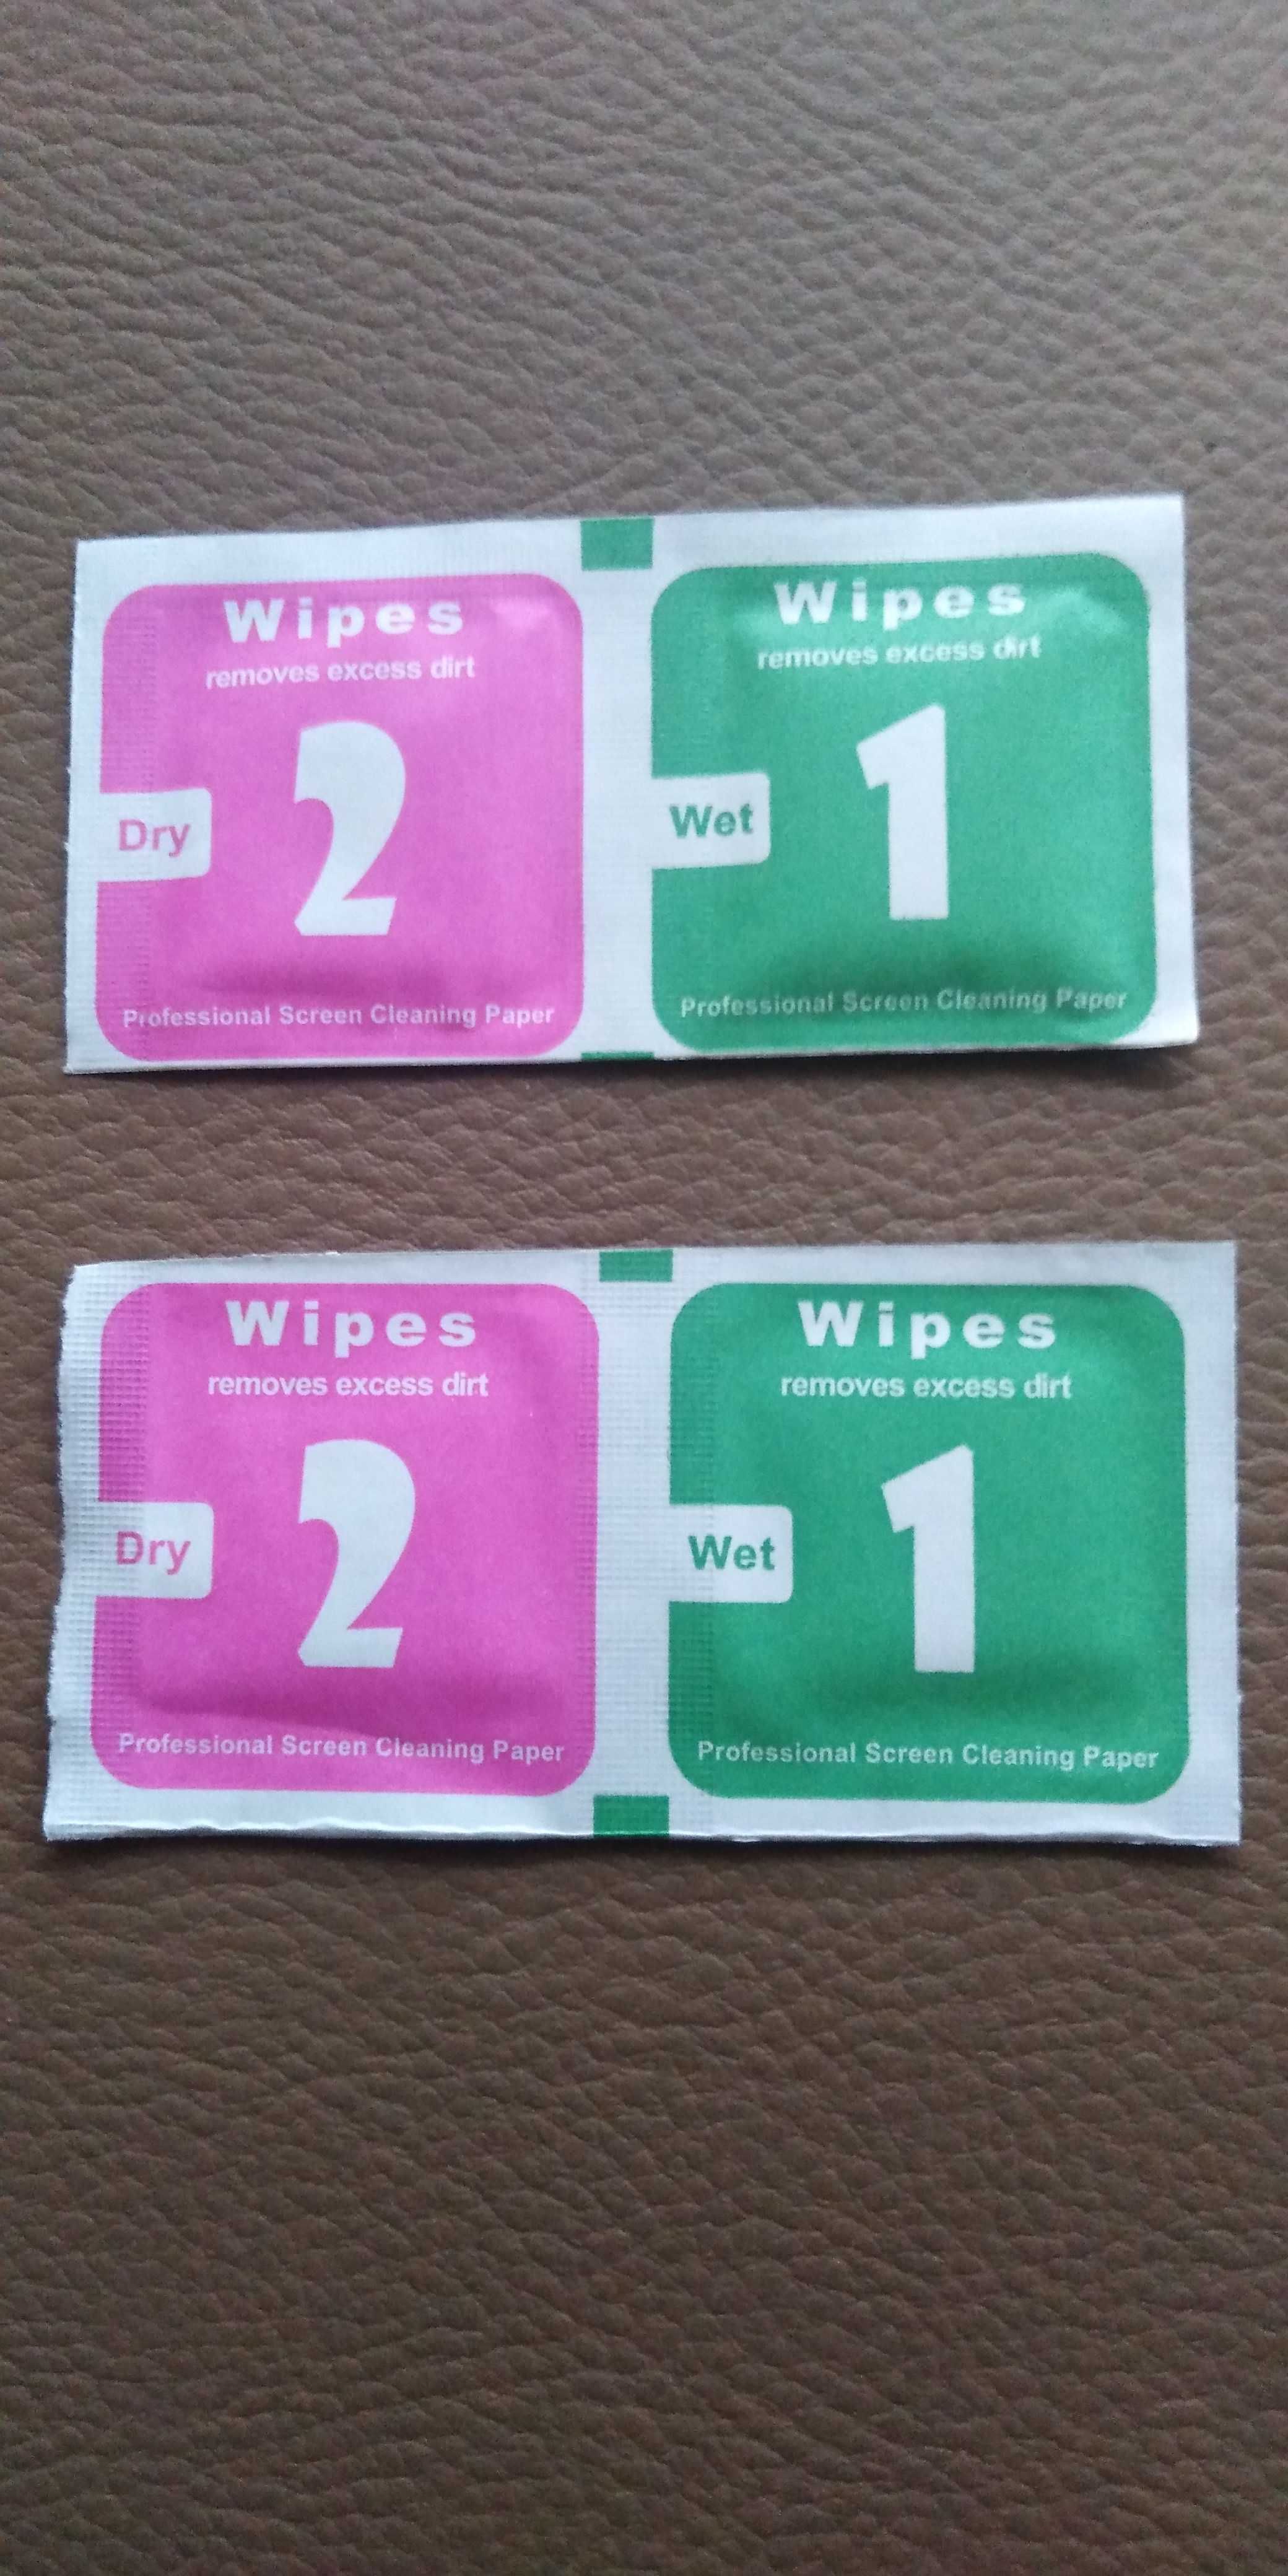 Wipes
removes excess dirt
2
Dry
Professional Screen Cleaning Paper
Wipes
removes excess dirt
1
Wet
Professional Screen Cleaning Paper
Wipes
removes excess dirt
2
Dry
Professional Screen Cleaning Paper
Wipes
removes excess dirt
1
Wet
Professional Screen Cleaning Paper